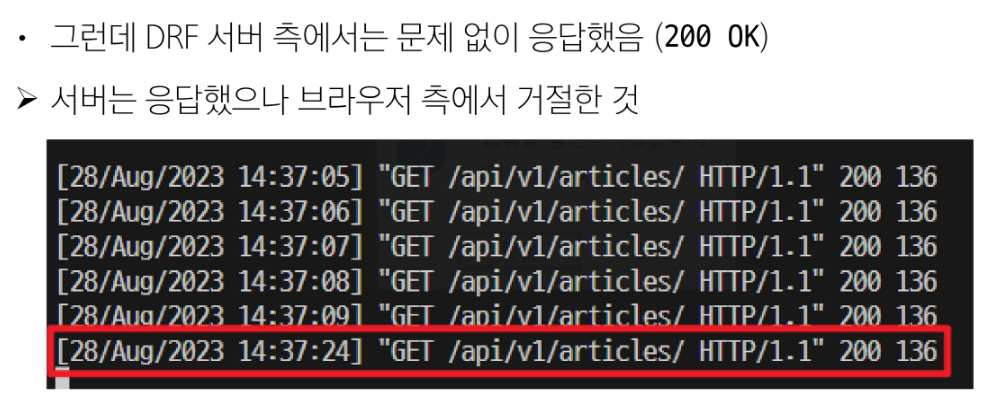 • 그런데 DRF 서버 측에서는 문제 없이 응답했음 (200 OK)
➢ 서버는 응답했으나 브라우저 측에서 거절한 것
[28/Aug/2023 14:37:05] "GET /api/v1/articles/ HTTP/1.1" 200 136
[28/Aug/2023 14:37:06] "GET /api/v1/articles/ HTTP/1.1" 200 136
[28/Aug/2023 14:37:07] "GET /api/v1/articles/ HTTP/1.1" 200 136
[28/Aug/2023 14:37:08] "GET /api/v1/articles/ HTTP/1.1" 200 136
[28/Aug/2023 14:37:09] "GET /api/v1/articles/ HTTP/1.1" 200 136
[28/Aug/2023 14:37:24] "GET /api/v1/articles/ HTTP/1.1" 200 136